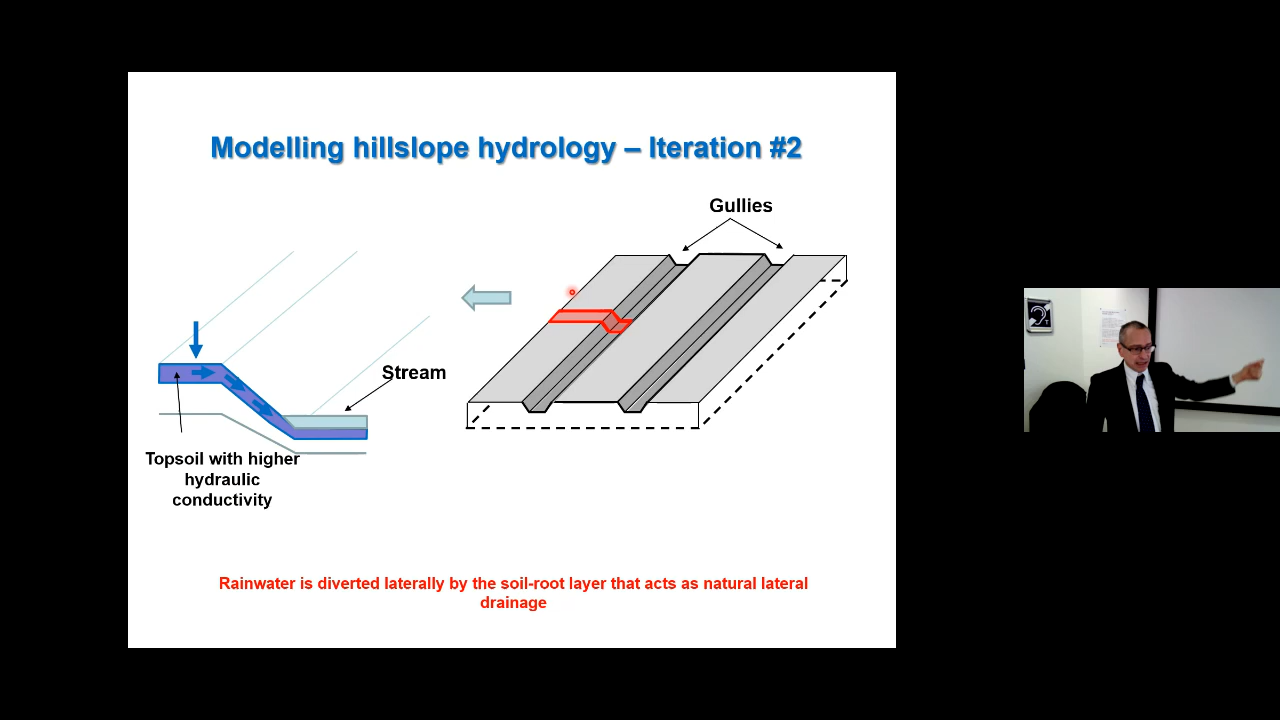 Modelling hillslope hydrology – Iteration #2
Gullies
Stream
Topsoil with higher
hydraulic
conductivity
Rainwater is diverted laterally by the soil-root layer that acts as natural lateral
drainage
T